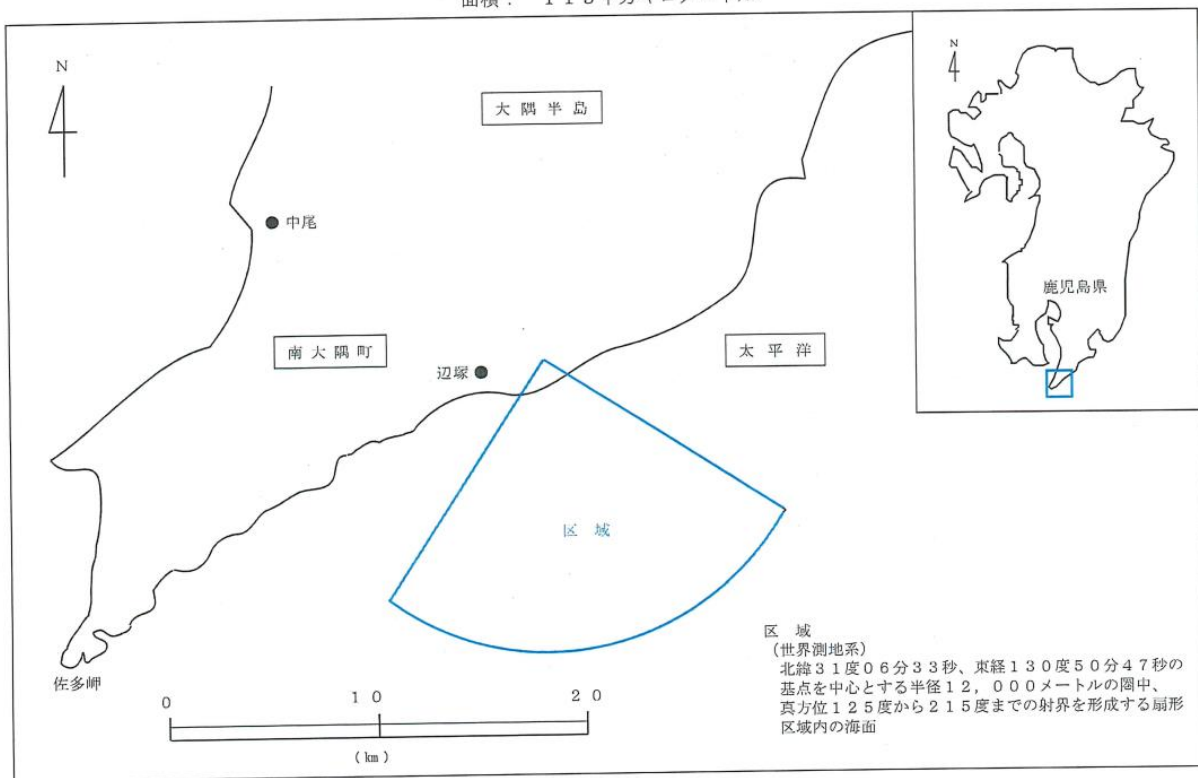 N
大隅半島
N
中尾
鹿児島県
南大隅町
太平洋
辺塚
区域
区域
(世界測地系)
北緯31度06分33秒、東経130度50分47秒の
基点を中心とする半径12,000メートルの圏中、
真方位125度から215度までの射界を形成する扇形
区域内の海面
佐多岬
0
10
20
(km)